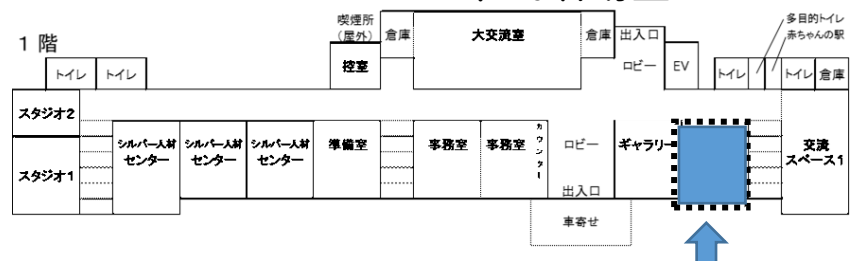 1階
喫煙所
(屋外)
倉庫
大交流室
倉庫
出入口
多目的トイレ
赤ちゃんの駅
トイレ
トイレ
控室
ロビー
EV
トイレ
トイレ
倉庫
スタジオ2
スタジオ1
シルバー人材
センター
シルバー人材
センター
シルバー人材
センター
準備室
事務室
事務室
カウンター
ロビー
出入口
ギャラリー
交流
スペース1
車寄せ